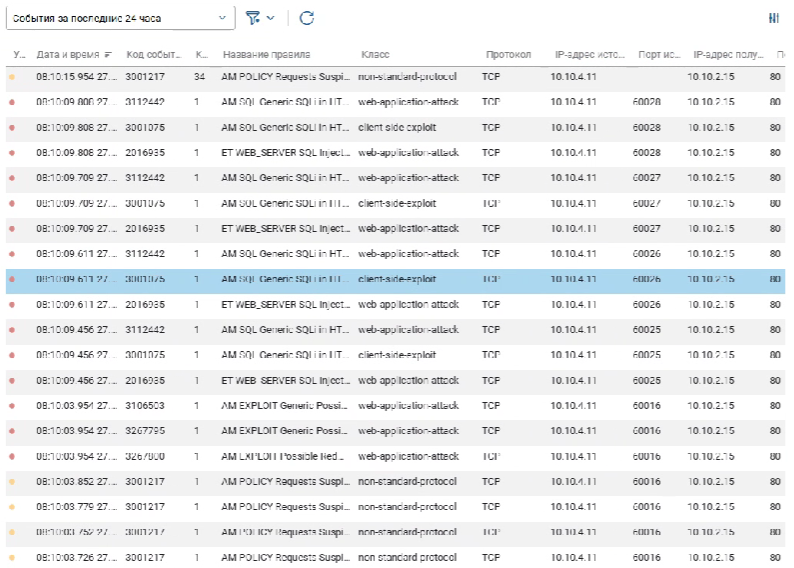 События за последние 24 часа
У... Дата и время Код событ... К... Название правила Класс Протокол IP-адрес исто... Порт ис... IP-адрес полу... П
08:10:15.954 27.... 3001217 34 AM POLICY Requests Suspi... non-standard-protocol TCP 10.10.4.11 10.10.2.15 80
08:10:09.808 27.... 3112442 1 AM SQL Generic SQLi in HT... web-application-attack TCP 10.10.4.11 60028 10.10.2.15 80
08:10:09.808 27.... 3001075 1 AM SQL Generic SQLi in HT... client-side-exploit TCP 10.10.4.11 60028 10.10.2.15 80
08:10:09.808 27.... 2016935 1 ET WEB_SERVER SQL Inject... web-application-attack TCP 10.10.4.11 60028 10.10.2.15 80
08:10:09.709 27.... 3112442 1 AM SQL Generic SQLi in HT... web-application-attack TCP 10.10.4.11 60027 10.10.2.15 80
08:10:09.709 27.... 3001075 1 AM SQL Generic SQLi in HT... client-side-exploit TCP 10.10.4.11 60027 10.10.2.15 80
08:10:09.709 27.... 2016935 1 ET WEB_SERVER SQL Inject... web-application-attack TCP 10.10.4.11 60027 10.10.2.15 80
08:10:09.611 27.... 3112442 1 AM SQL Generic SQLi in HT... web-application-attack TCP 10.10.4.11 60026 10.10.2.15 80
08:10:09.611 27.... 3001075 1 AM SQL Generic SQLi in HT... client-side-exploit TCP 10.10.4.11 60026 10.10.2.15 80
08:10:09.611 27.... 2016935 1 ET WEB_SERVER SQL Inject... web-application-attack TCP 10.10.4.11 60026 10.10.2.15 80
08:10:09.456 27.... 3112442 1 AM SQL Generic SQLi in HT... web-application-attack TCP 10.10.4.11 60025 10.10.2.15 80
08:10:09.456 27.... 3001075 1 AM SQL Generic SQLi in HT... client-side-exploit TCP 10.10.4.11 60025 10.10.2.15 80
08:10:09.456 27.... 2016935 1 ET WEB_SERVER SQL Inject... web-application-attack TCP 10.10.4.11 60025 10.10.2.15 80
08:10:03.954 27.... 3106503 1 AM EXPLOIT Generic Possi... web-application-attack TCP 10.10.4.11 60016 10.10.2.15 80
08:10:03.954 27.... 3267795 1 AM EXPLOIT Generic Possi... web-application-attack TCP 10.10.4.11 60016 10.10.2.15 80
08:10:03.954 27.... 3267800 1 AM EXPLOIT Possible Red... web-application-attack TCP 10.10.4.11 60016 10.10.2.15 80
08:10:03.852 27.... 3001217 1 AM POLICY Requests Suspi... non-standard-protocol TCP 10.10.4.11 60016 10.10.2.15 80
08:10:03.779 27.... 3001217 1 AM POLICY Requests Suspi... non-standard-protocol TCP 10.10.4.11 60016 10.10.2.15 80
08:10:03.752 27.... 3001217 1 AM POLICY Requests Suspi... non-standard-protocol TCP 10.10.4.11 60016 10.10.2.15 80
08:10:03.726 27.... 3001217 1 AM POLICY Requests Suspi... non-standard-protocol TCP 10.10.4.11 60016 10.10.2.15 80